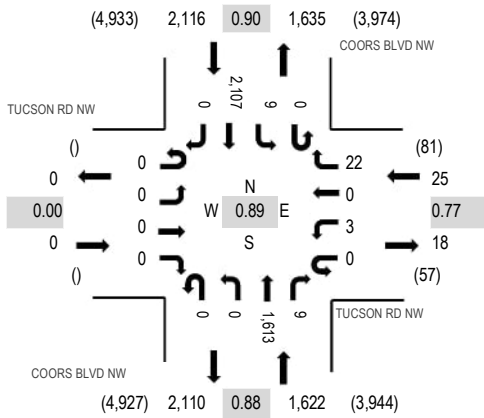 (4,933) 2,116 0.90 1,635 (3,974)
COORS BLVD NW
TUCSON RD NW
0 2,107 9 0
() 0 22 (81)
0 0 N 0 25
0.00 0 W 0.89 E 3 0.77
0 0 S 0 18
() (57)
0 0 1,613 9
TUCSON RD NW
COORS BLVD NW
(4,927) 2,110 0.88 1,622 (3,944)